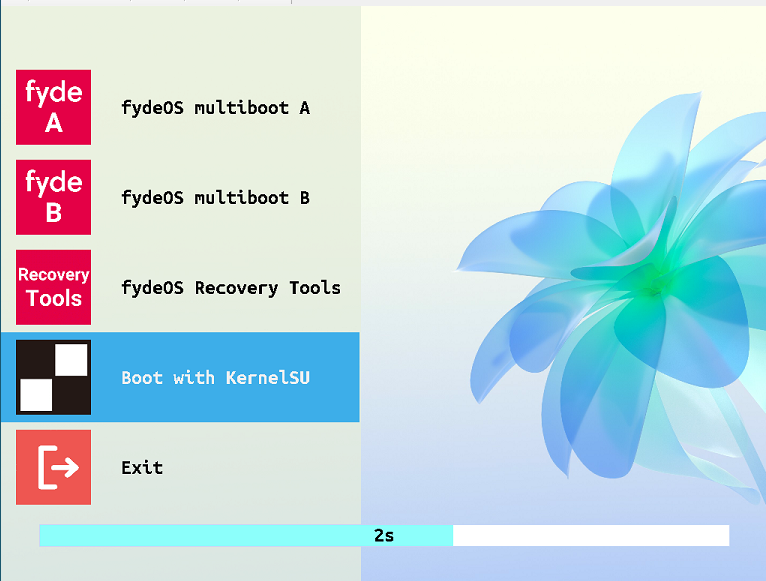 fyde
A
fydeOS multiboot A
fyde
B
fydeOS multiboot B
Recovery
Tools
fydeOS Recovery Tools
Boot with KernelSU
Exit
2s